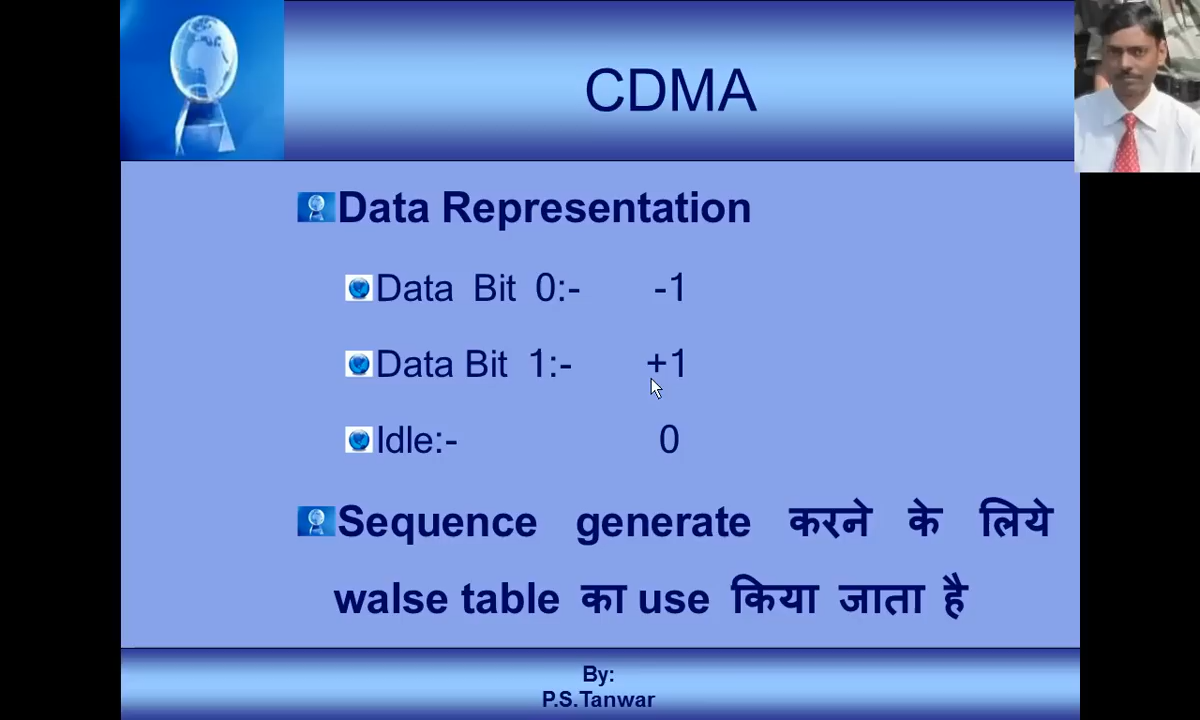 CDMA
Data Representation
Data Bit 0:- -1
Data Bit 1:- +1
Idle:- 0
Sequence generate करने के लिये
walse table का use किया जाता है
By:
P.S.Tanwar